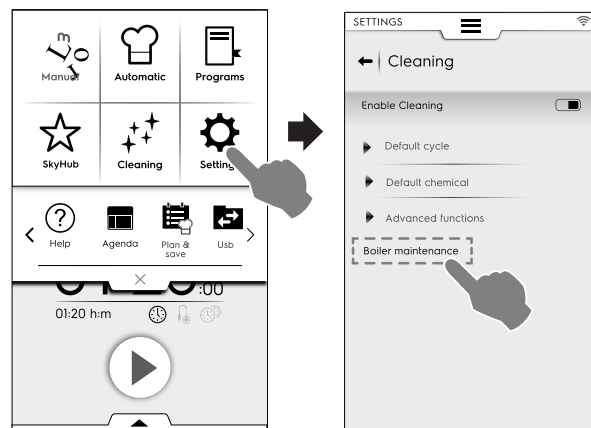 Manual
Automatic
Programs
SkyHub
Cleaning
Setting
Help
Agenda
Plan &
save
Usb
:00
01:20 h:m
SETTINGS
Cleaning
Enable Cleaning
Default cycle
Default chemical
Advanced functions
Boiler maintenance